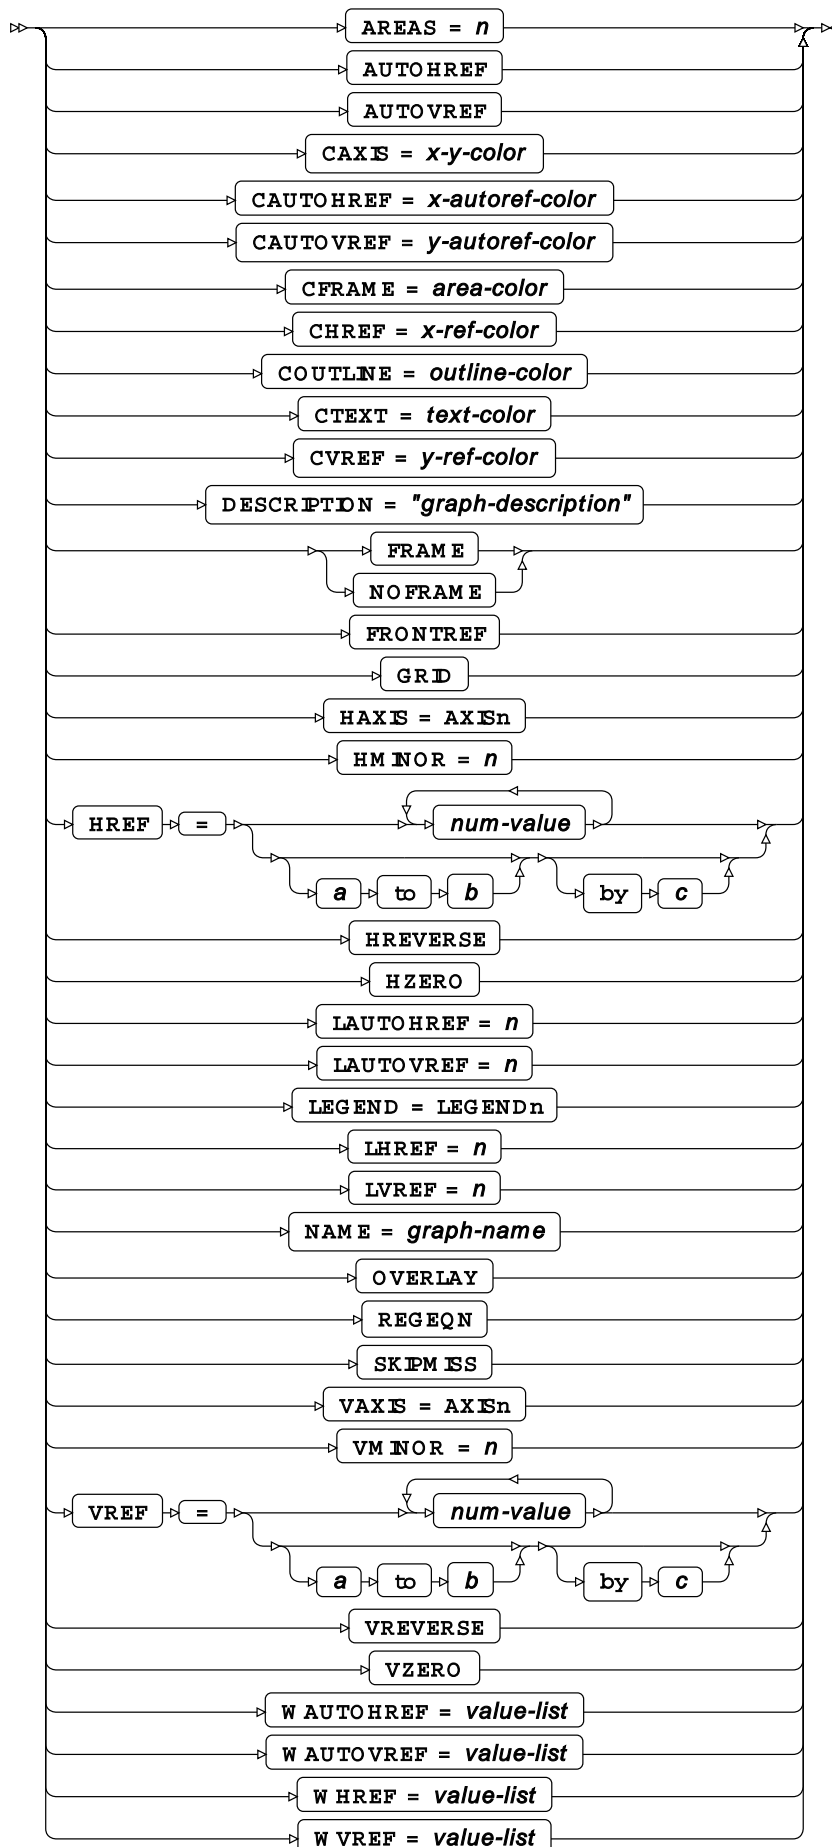 AREAS = n
AUTOHREF
AUTOVREF
CAXIS = x-y-color
CAUTOHREF = x-autoref-color
CAUTOVREF = y-autoref-color
CFRAME = area-color
CHREF = x-ref-color
COUTLINE = outline-color
CTEXT = text-color
CVREF = y-ref-color
DESCRIPTION = "graph-description"
FRAME
NOFRAME
FRONTREF
GRID
HAXIS = AXISn
HMINOR = n
HREF = num-value
a to b by c
HREVERSE
HZERO
LAUTOHREF = n
LAUTOVREF = n
LEGEND = LEGENDn
LHREF = n
LVREF = n
NAME = graph-name
OVERLAY
REGEQN
SKIPMISS
VAXIS = AXISn
VMINOR = n
VREF = num-value
a to b by c
VREVERSE
VZERO
WAUTOHREF = value-list
WAUTOVREF = value-list
WHREF = value-list
WVREF = value-list